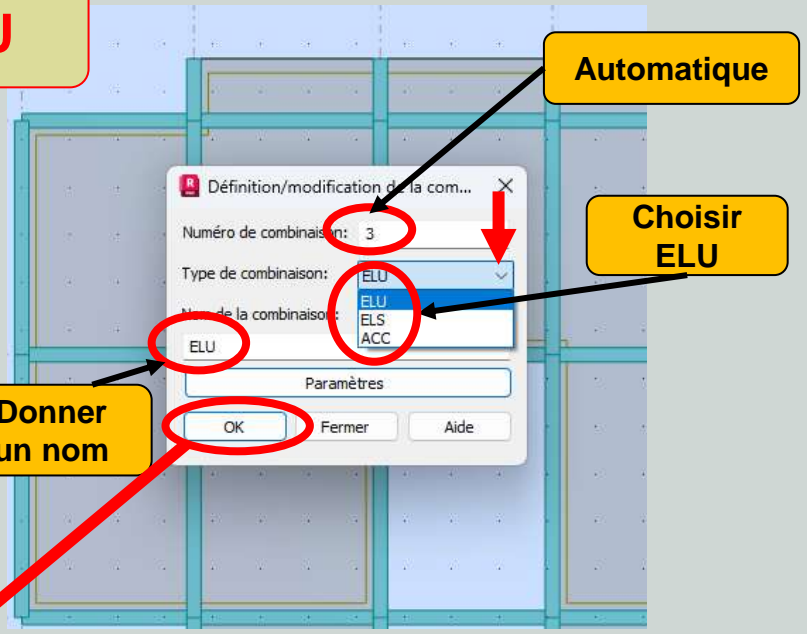 U
Automatique
R
Définition/modification de la com...
Numéro de combinaison: 3
Choisir
ELU
Type de combinaison: ELU
ELU
ELS
ACC
Nom de la combinaison:
ELU
Paramètres
Donner
un nom
OK Fermer Aide